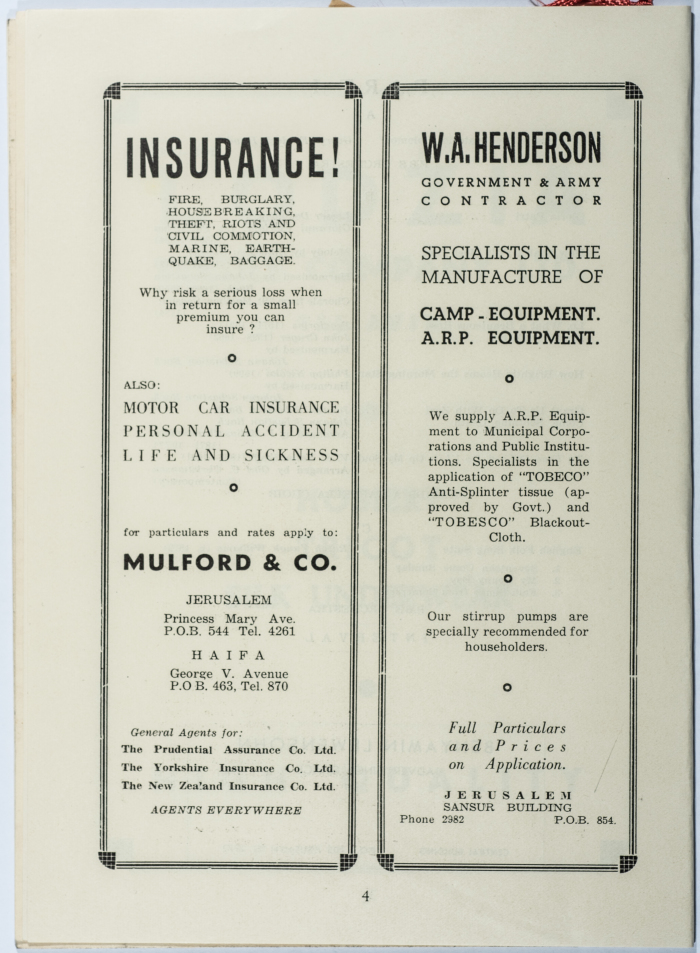 INSURANCE!
FIRE, BURGLARY,
HOUSEBREAKING,
THEFT, RIOTS AND
CIVIL COMMOTION,
MARINE, EARTH-
QUAKE, BAGGAGE.
Why risk a serious loss when
in return for a small
premium you can
insure ?
ALSO:
MOTOR CAR INSURANCE
PERSONAL ACCIDENT
LIFE AND SICKNESS
for particulars and rates apply to:
MULFORD & CO.
JERUSALEM
Princess Mary Ave.
P.O.B. 544 Tel. 4261
HAIFA
George V. Avenue
P.O B. 463, Tel. 870
General Agents for:
The Prudential Assurance Co. Ltd.
The Yorkshire Insurance Co. Ltd.
The New Zea'and Insurance Co. Ltd.
AGENTS EVERYWHERE
W.A. HENDERSON
GOVERNMENT & ARMY
CONTRACTOR
SPECIALISTS IN THE
MANUFACTURE OF
CAMP - EQUIPMENT.
A.R.P. EQUIPMENT.
We supply A.R.P. Equip-
ment to Municipal Corpo-
rations and Public Institu-
tions. Specialists in the
application of "TOBECO"
Anti-Splinter tissue (ap-
proved by Govt.) and
"TOBESCO" Blackout-
Cloth.
Our stirrup pumps are
specially recommended for
householders.
Full Particulars
and Prices
on Application.
JERUSALEM
SANSUR BUILDING
Phone 2982 P.O.B. 854.
4